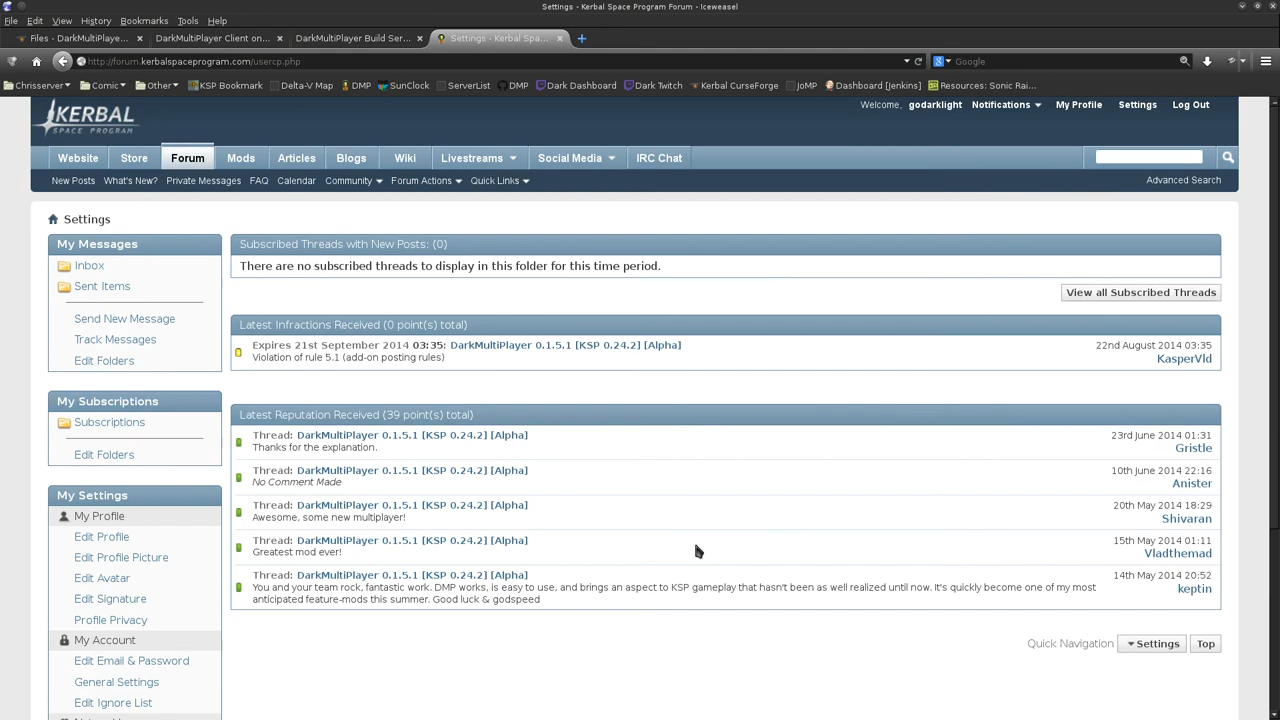 Settings - Kerbal Space Program Forum - Iceweasel
File Edit View History Bookmarks Tools Help
Files - DarkMultiPlaye... × DarkMultiPlayer Client on... × DarkMultiPlayer Build Ser... × Settings - Kerbal Spa... ×
http://forum.kerbalspaceprogram.com/usercp.php
Google
Chrisserver Comic Other KSP Bookmark Delta-V Map DMP SunClock ServerList DMP Dark Dashboard Dark Twitch Kerbal CurseForge JoMP Dashboard [Jenkins] Resources: Sonic Rai...
KERBAL
SPACE PROGRAM
Welcome, godarklight Notifications My Profile Settings Log Out
Website Store Forum Mods Articles Blogs Wiki Livestreams Social Media IRC Chat
New Posts What's New? Private Messages FAQ Calendar Community Forum Actions Quick Links
Advanced Search
Settings
My Messages
Inbox
Sent Items
Send New Message
Track Messages
Edit Folders
My Subscriptions
Subscriptions
Edit Folders
My Settings
My Profile
Edit Profile
Edit Profile Picture
Edit Avatar
Edit Signature
Profile Privacy
My Account
Edit Email & Password
General Settings
Edit Ignore List
Subscribed Threads with New Posts: (0)
There are no subscribed threads to display in this folder for this time period.
View all Subscribed Threads
Latest Infractions Received (0 point(s) total)
Expires 21st September 2014 03:35: DarkMultiPlayer 0.1.5.1 [KSP 0.24.2] [Alpha] 22nd August 2014 03:35
Violation of rule 5.1 (add-on posting rules) KasperVld
Latest Reputation Received (39 point(s) total)
Thread: DarkMultiPlayer 0.1.5.1 [KSP 0.24.2] [Alpha] 23rd June 2014 01:31
Thanks for the explanation. Gristle
Thread: DarkMultiPlayer 0.1.5.1 [KSP 0.24.2] [Alpha] 10th June 2014 22:16
No Comment Made Anister
Thread: DarkMultiPlayer 0.1.5.1 [KSP 0.24.2] [Alpha] 20th May 2014 18:29
Awesome, some new multiplayer! Shivaran
Thread: DarkMultiPlayer 0.1.5.1 [KSP 0.24.2] [Alpha] 15th May 2014 01:11
Greatest mod ever! Vladthemad
Thread: DarkMultiPlayer 0.1.5.1 [KSP 0.24.2] [Alpha] 14th May 2014 20:52
You and your team rock, fantastic work. DMP works, is easy to use, and brings an aspect to KSP gameplay that hasn't been as well realized until now. It's quickly become one of my most keptin
anticipated feature-mods this summer. Good luck & godspeed
Quick Navigation Settings Top